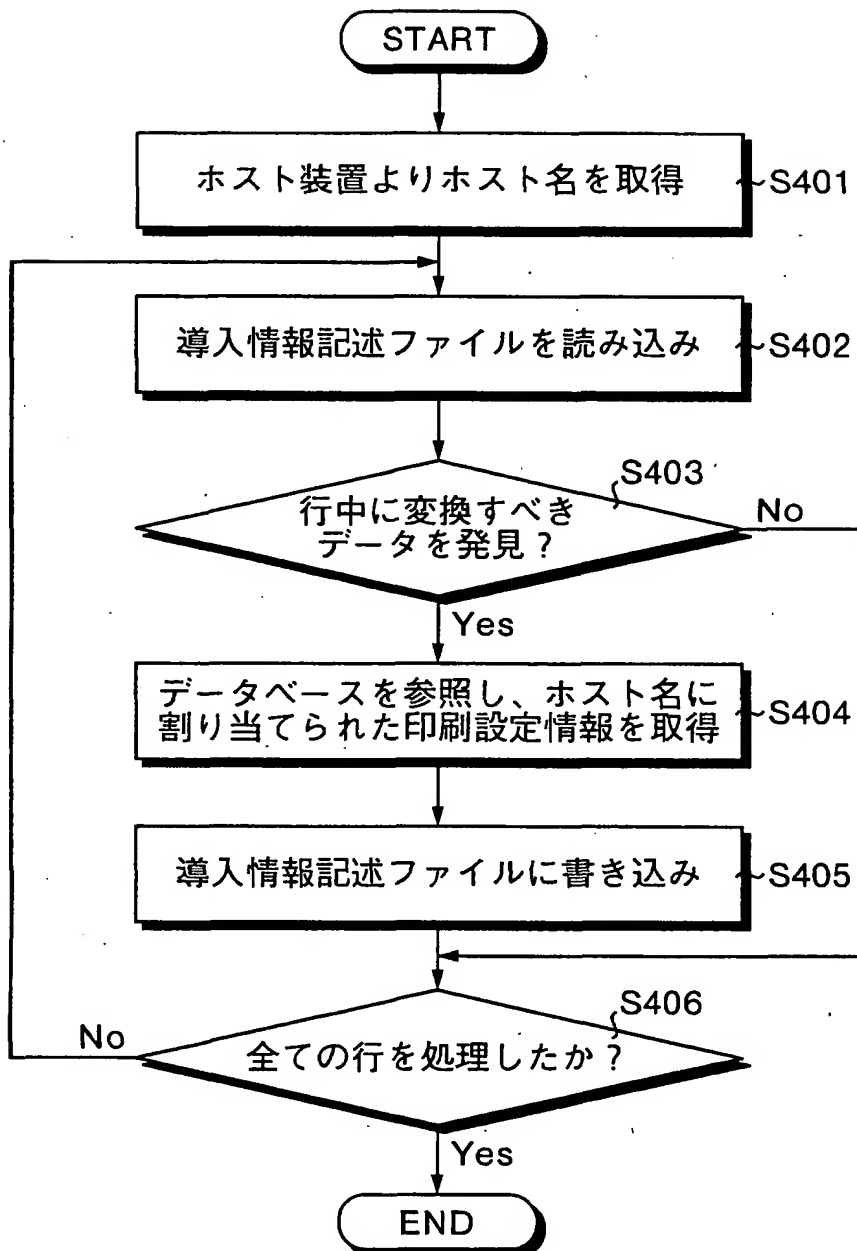 START
ホスト装置よりホスト名を取得
S401
導入情報記述ファイルを読み込み
S402
S403
行中に変換すべき
データを発見？
No
Yes
データベースを参照し、ホスト名に
割り当てられた印刷設定情報を取得
S404
導入情報記述ファイルに書き込み
S405
S406
全ての行を処理したか？
No
Yes
END